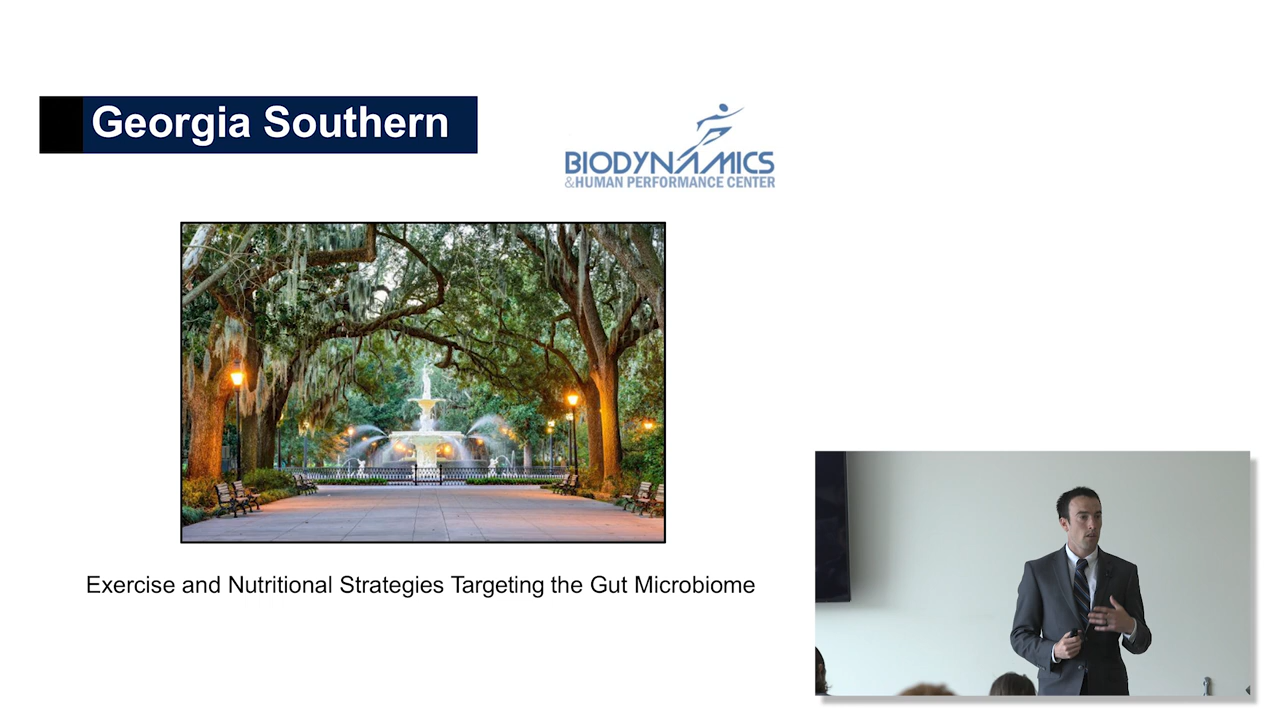 Georgia Southern
BIODYNAMICS
&HUMAN PERFORMANCE CENTER
Exercise and Nutritional Strategies Targeting the Gut Microbiome